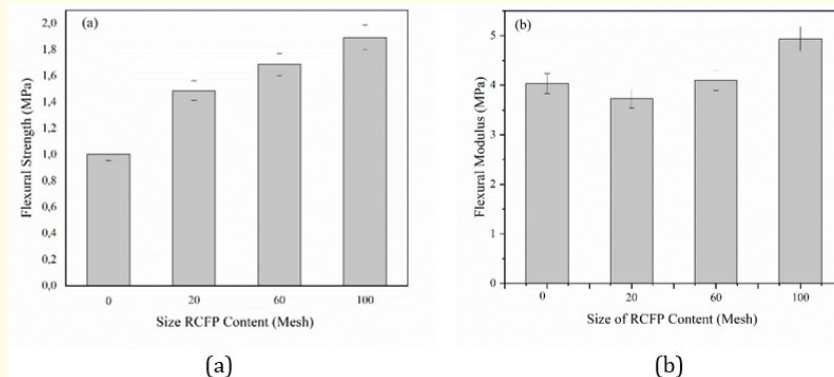 (a)
Flexural Strength (MPa)
2,0
1,8
1,6
1,4
1,2
1,0
0,8
0,6
0,4
0,2
0,0
0 20 60 100
Size RCFP Content (Mesh)
(a)
(b)
Flexural Modulus (MPa)
5
4
3
2
1
0
0 20 60 100
Size of RCFP Content (Mesh)
(b)